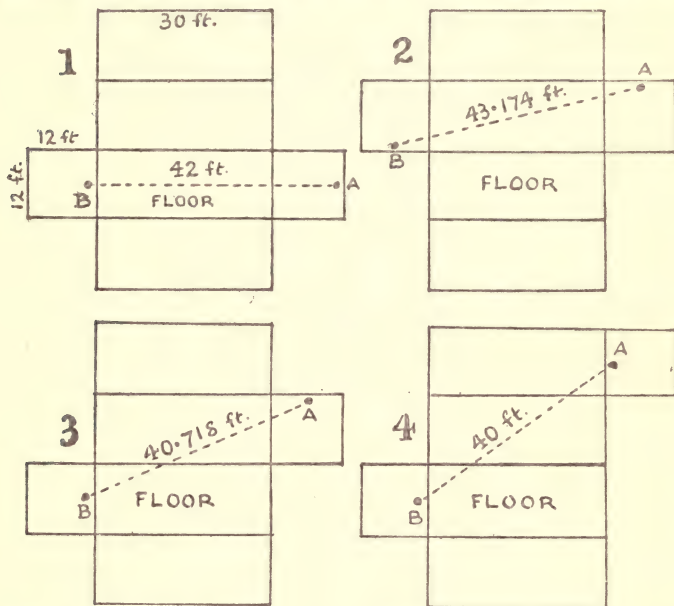 30 ft.
1
12 ft
12 ft.
42 ft.
B
A
FLOOR
2
A
43·174 ft.
B
FLOOR
3
A
40·718 ft.
B
FLOOR
4
A
40 ft.
B
FLOOR